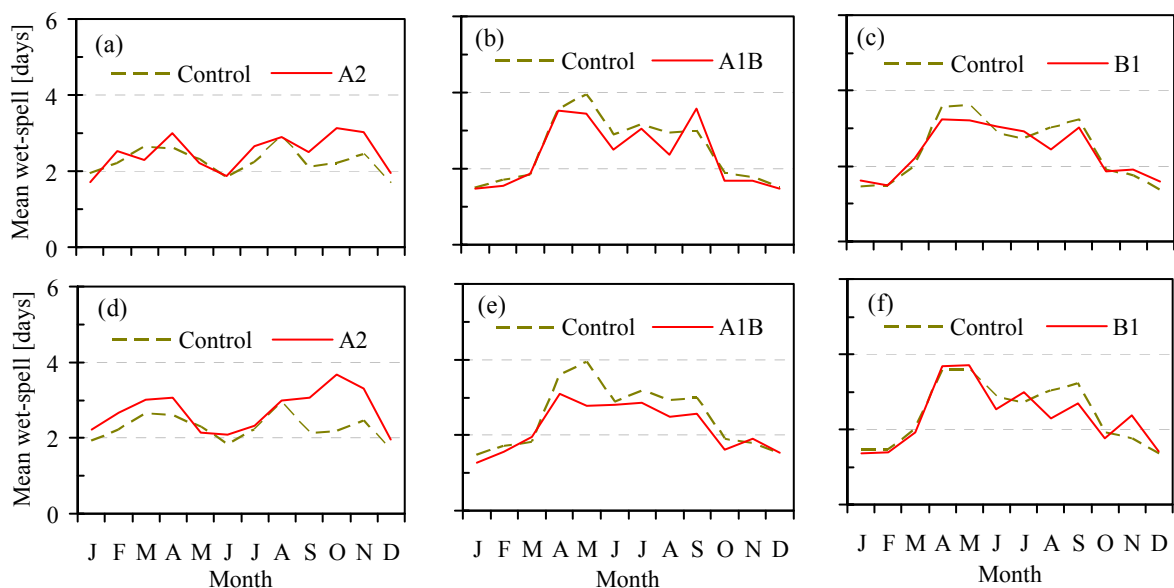 Mean wet-spell [days]
6
4
2
0
(a)
Control
A2
(b)
Control
A1B
(c)
Control
B1
Mean wet-spell [days]
6
4
2
0
(d)
Control
A2
(e)
Control
A1B
(f)
Control
B1
J F M A M J J A S O N D
Month
J F M A M J J A S O N D
Month
J F M A M J J A S O N D
Month